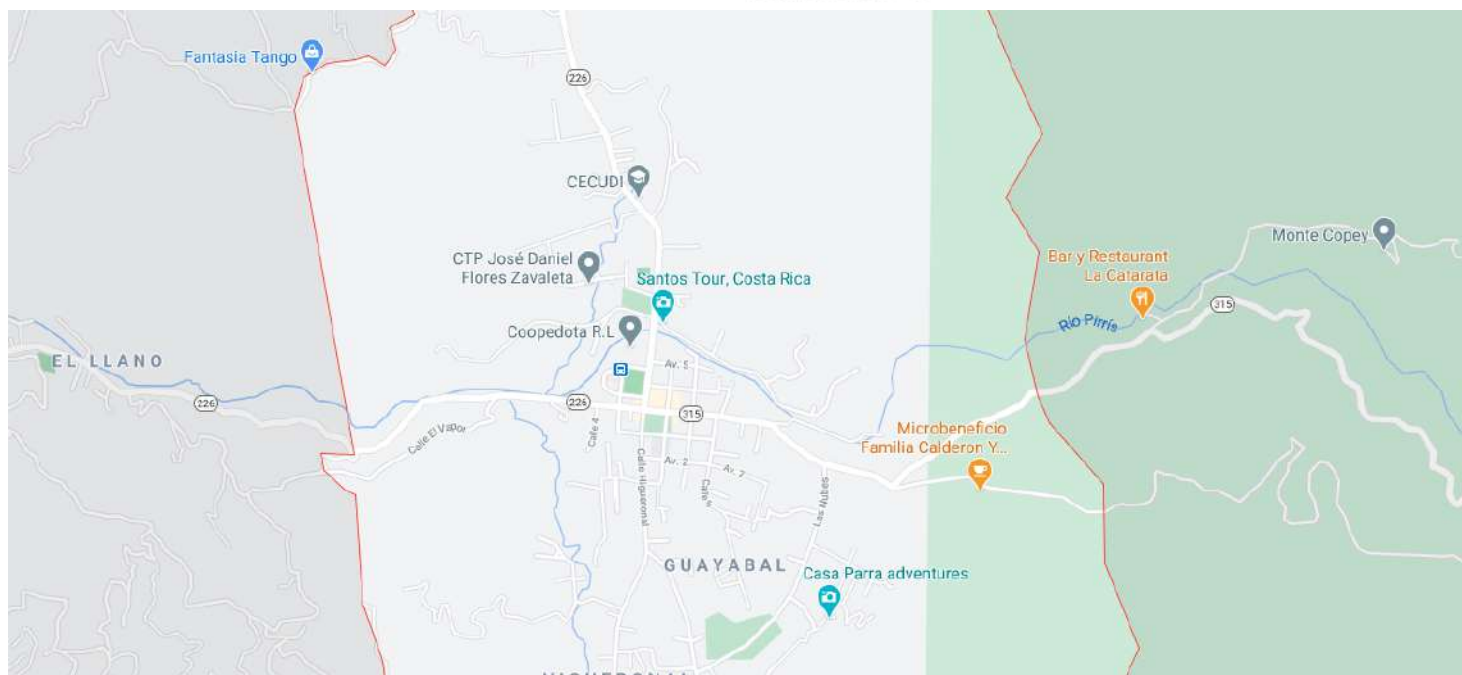 Fantasia Tango
226
CECUDI
CTP José Daniel
Flores Zavaleta
Santos Tour, Costa Rica
Monte Copey
Bar y Restaurant
La Catarata
315
Río Pirrís
Coopedota R.L
EL LLANO
Av. 5
226
226
315
Calle El Vapor
Calle 4
Microbeneficio
Familia Calderon Y...
Av. 2
Av. 7
Calle Higueronal
Las Nubes
GUAYABAL
Casa Parra adventures